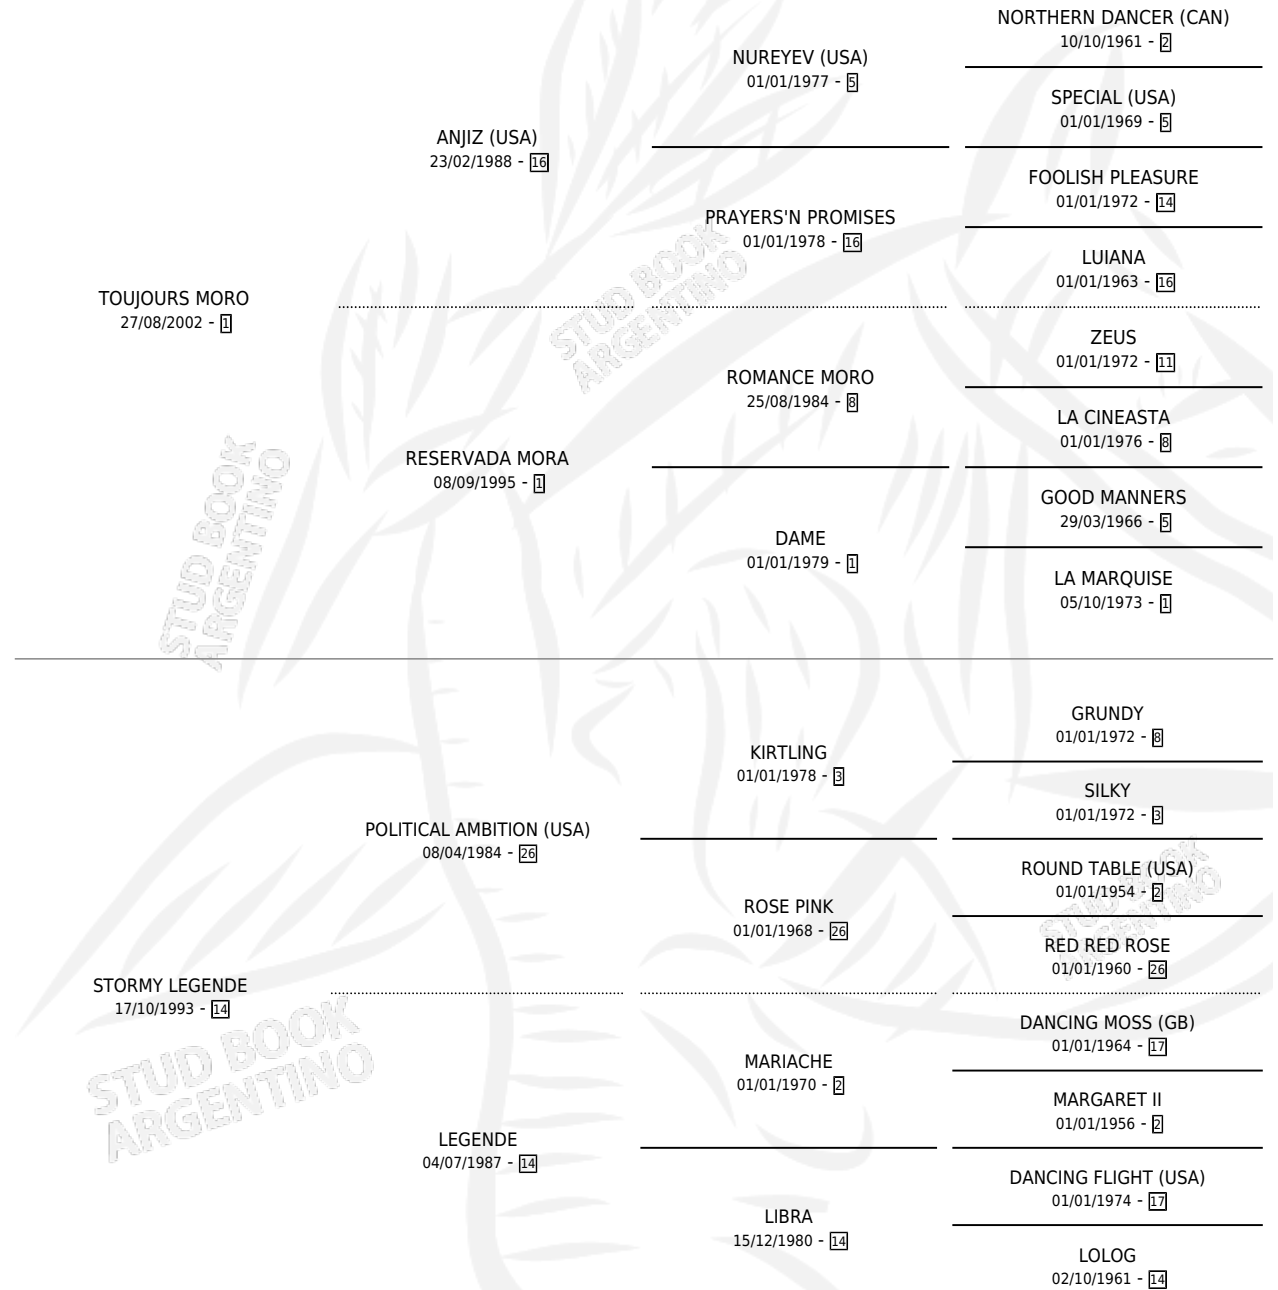 NORTHERN DANCER (CAN)
10/10/1961 - 2
NUREYEV (USA)
01/01/1977 - 5
SPECIAL (USA)
01/01/1969 - 5
ANJIZ (USA)
23/02/1988 - 16
FOOLISH PLEASURE
01/01/1972 - 14
PRAYERS'N PROMISES
01/01/1978 - 16
LUIANA
01/01/1963 - 16
TOUJOURS MORO
27/08/2002 - 1
ZEUS
01/01/1972 - 11
ROMANCE MORO
25/08/1984 - 8
LA CINEASTA
01/01/1976 - 8
RESERVADA MORA
08/09/1995 - 1
GOOD MANNERS
29/03/1966 - 5
DAME
01/01/1979 - 1
LA MARQUISE
05/10/1973 - 1
GRUNDY
01/01/1972 - 8
KIRTLING
01/01/1978 - 3
SILKY
01/01/1972 - 3
POLITICAL AMBITION (USA)
08/04/1984 - 26
ROUND TABLE (USA)
01/01/1954 - 2
ROSE PINK
01/01/1968 - 26
RED RED ROSE
01/01/1960 - 26
STORMY LEGENDE
17/10/1993 - 14
DANCING MOSS (GB)
01/01/1964 - 17
MARIACHE
01/01/1970 - 2
MARGARET II
01/01/1956 - 2
LEGENDE
04/07/1987 - 14
DANCING FLIGHT (USA)
01/01/1974 - 17
LIBRA
15/12/1980 - 14
LOLOG
02/10/1961 - 14
STUD BOOK
ARGENTINO
STUD BOOK
ARGENTINO
STUD BOOK
ARGENTINO
STUD BOOK
ARGENTINO